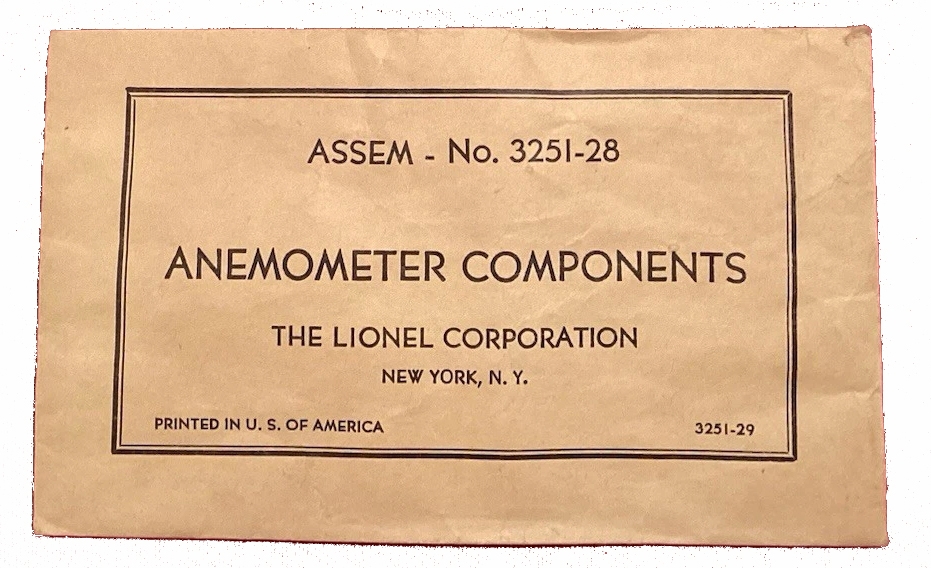 ASSEM - No. 3251-28
ANEMOMETER COMPONENTS
THE LIONEL CORPORATION
NEW YORK, N. Y.
PRINTED IN U. S. OF AMERICA 3251-29